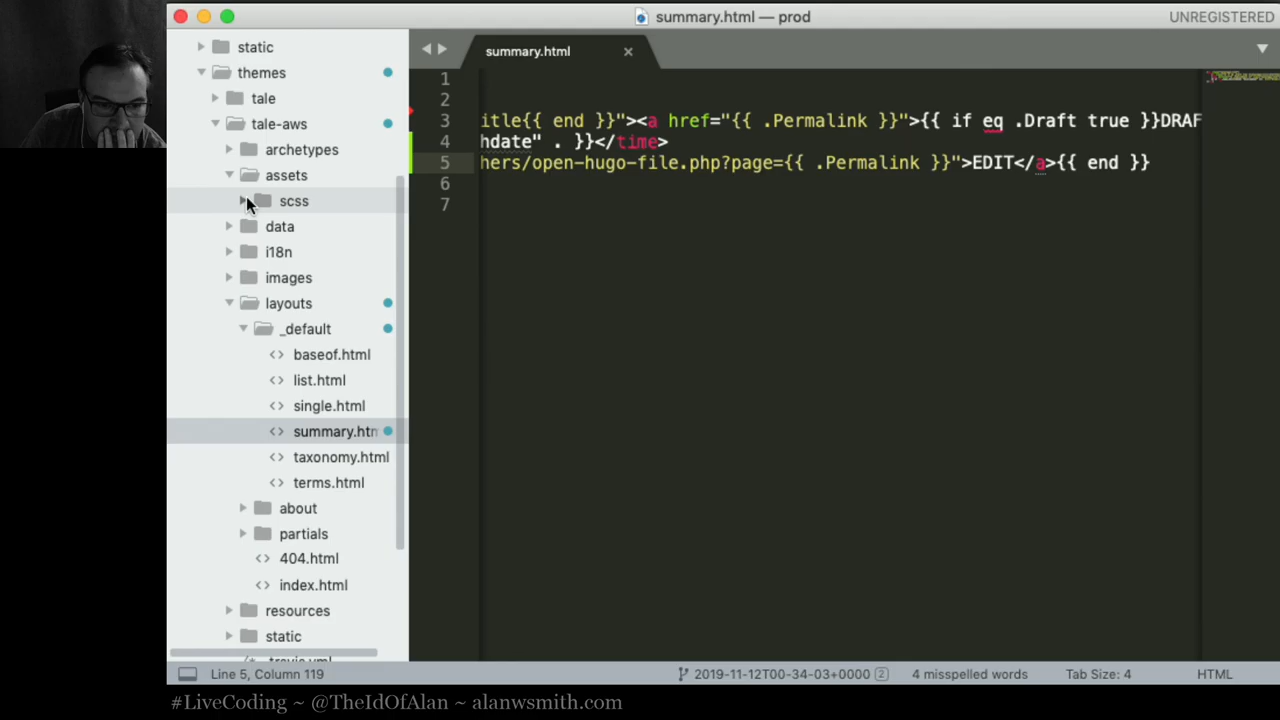 summary.html — prod
UNREGISTERED
static
themes
tale
tale-aws
archetypes
assets
scss
data
i18n
images
layouts
_default
baseof.html
list.html
single.html
summary.htn
taxonomy.html
terms.html
about
partials
404.html
index.html
resources
static
.travis.yml
summary.html ×
1
2
3 itle{{ end }}"><a href="{{ .Permalink }}">{{ if eq .Draft true }}DRAF
4 hdate" . }}</time>
5 hers/open-hugo-file.php?page={{ .Permalink }}">EDIT</a>{{ end }}
6
7
Line 5, Column 119
2019-11-12T00-34-03+0000 2
4 misspelled words
Tab Size: 4
HTML
#LiveCoding ~ @TheIdOfAlan ~ alanwsmith.com